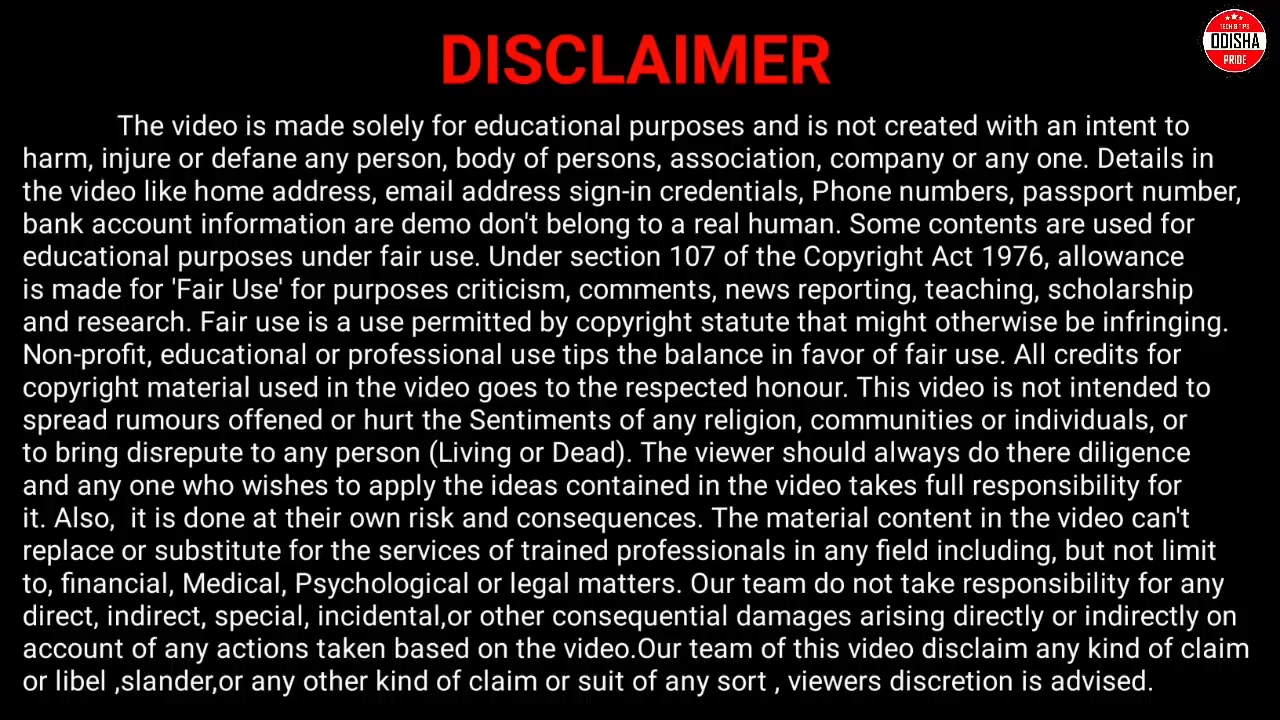 TECH & TIPS
ODISHA
PRIDE
DISCLAIMER
The video is made solely for educational purposes and is not created with an intent to
harm, injure or defane any person, body of persons, association, company or any one. Details in
the video like home address, email address sign-in credentials, Phone numbers, passport number,
bank account information are demo don't belong to a real human. Some contents are used for
educational purposes under fair use. Under section 107 of the Copyright Act 1976, allowance
is made for 'Fair Use' for purposes criticism, comments, news reporting, teaching, scholarship
and research. Fair use is a use permitted by copyright statute that might otherwise be infringing.
Non-profit, educational or professional use tips the balance in favor of fair use. All credits for
copyright material used in the video goes to the respected honour. This video is not intended to
spread rumours offened or hurt the Sentiments of any religion, communities or individuals, or
to bring disrepute to any person (Living or Dead). The viewer should always do there diligence
and any one who wishes to apply the ideas contained in the video takes full responsibility for
it. Also,  it is done at their own risk and consequences. The material content in the video can't
replace or substitute for the services of trained professionals in any field including, but not limit
to, financial, Medical, Psychological or legal matters. Our team do not take responsibility for any
direct, indirect, special, incidental,or other consequential damages arising directly or indirectly on
account of any actions taken based on the video.Our team of this video disclaim any kind of claim
or libel ,slander,or any other kind of claim or suit of any sort , viewers discretion is advised.